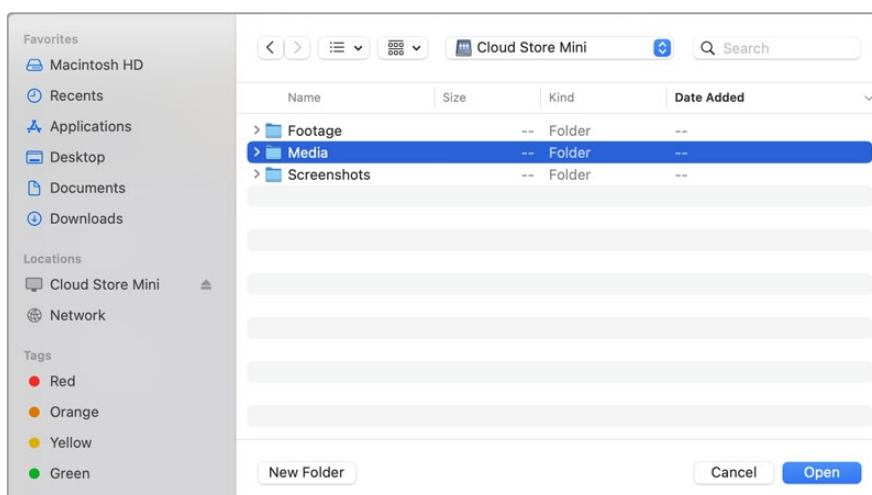 Favorites
Macintosh HD
Recents
Applications
Desktop
Documents
Downloads
Locations
Cloud Store Mini
Network
Tags
Red
Orange
Yellow
Green
Cloud Store Mini
Search
Name Size Kind Date Added
Footage -- Folder --
Media -- Folder --
Screenshots -- Folder --
New Folder Cancel Open